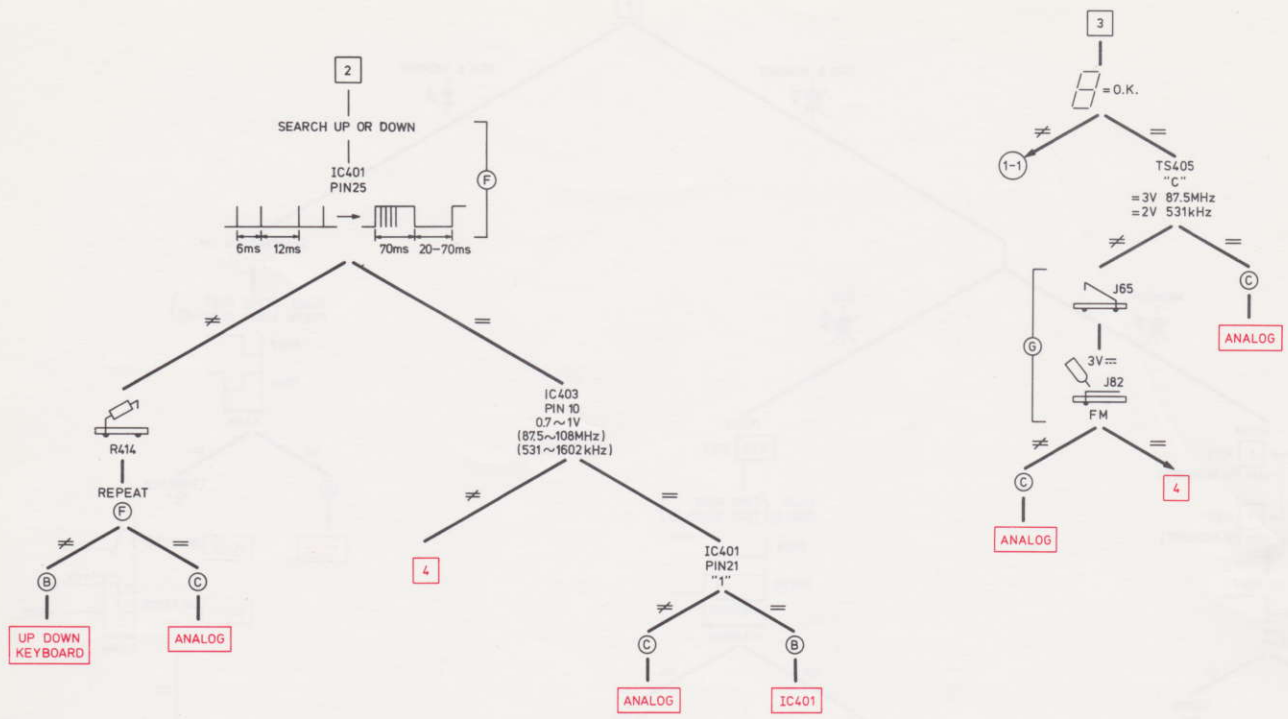 2
SEARCH UP OR DOWN
IC401
PIN25
F
6ms 12ms 70ms 20-70ms
≠ =
R414
REPEAT
F
≠ =
B C
UP DOWN
KEYBOARD
ANALOG
IC403
PIN 10
0.7~1V
(87.5~108MHz)
(531~1602kHz)
≠ =
4
IC401
PIN21
"1"
≠ =
C B
ANALOG IC401
3
= O.K.
≠ =
1-1
TS405
"C"
=3V 87.5MHz
=2V 531kHz
≠ =
C
ANALOG
J65
G
3V
J82
FM
≠ =
C
ANALOG
4